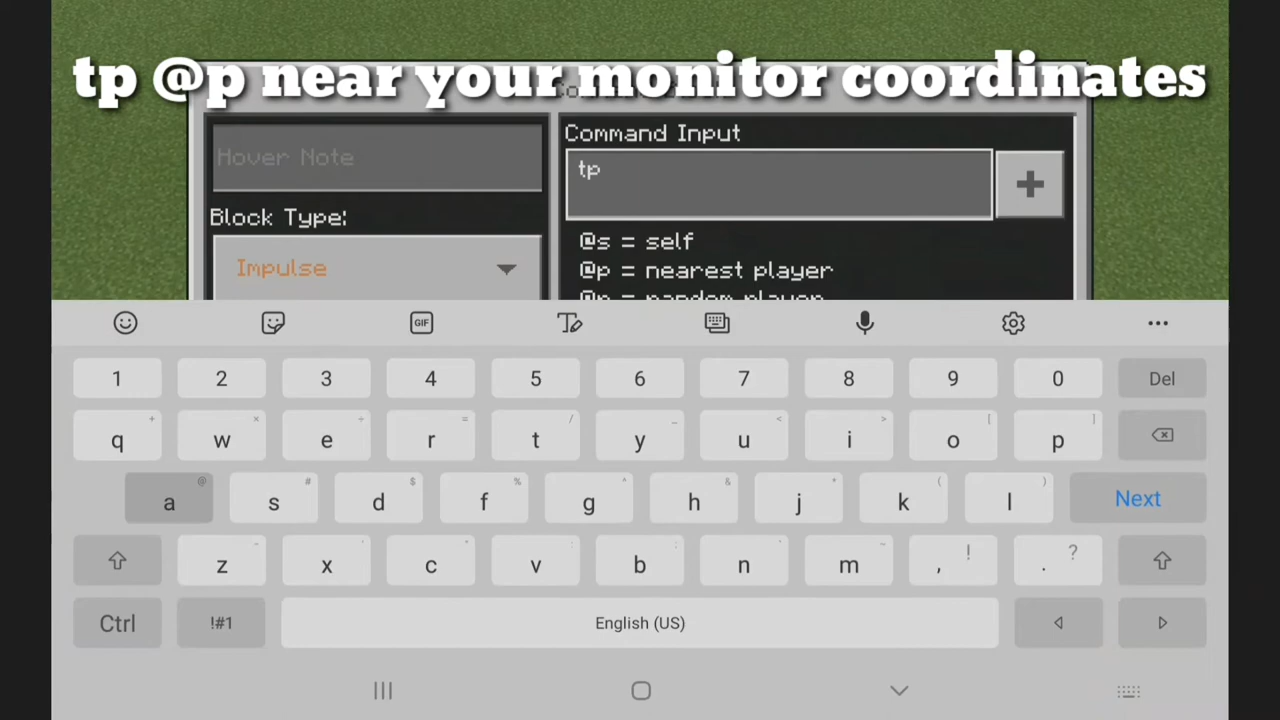 tp @p near your monitor coordinates
Hover Note
Command Input
tp
Block Type:
@s = self
Impulse
@p = nearest player
GIF
1 2 3 4 5 6 7 8 9 0 Del
q w e r t y u i o p
+ × ÷ = / _ < > [ ]
a s d f g h j k l Next
@ # $ % ^ & * ( )
z x c v b n m , ! . ?
Ctrl !#1 English (US)